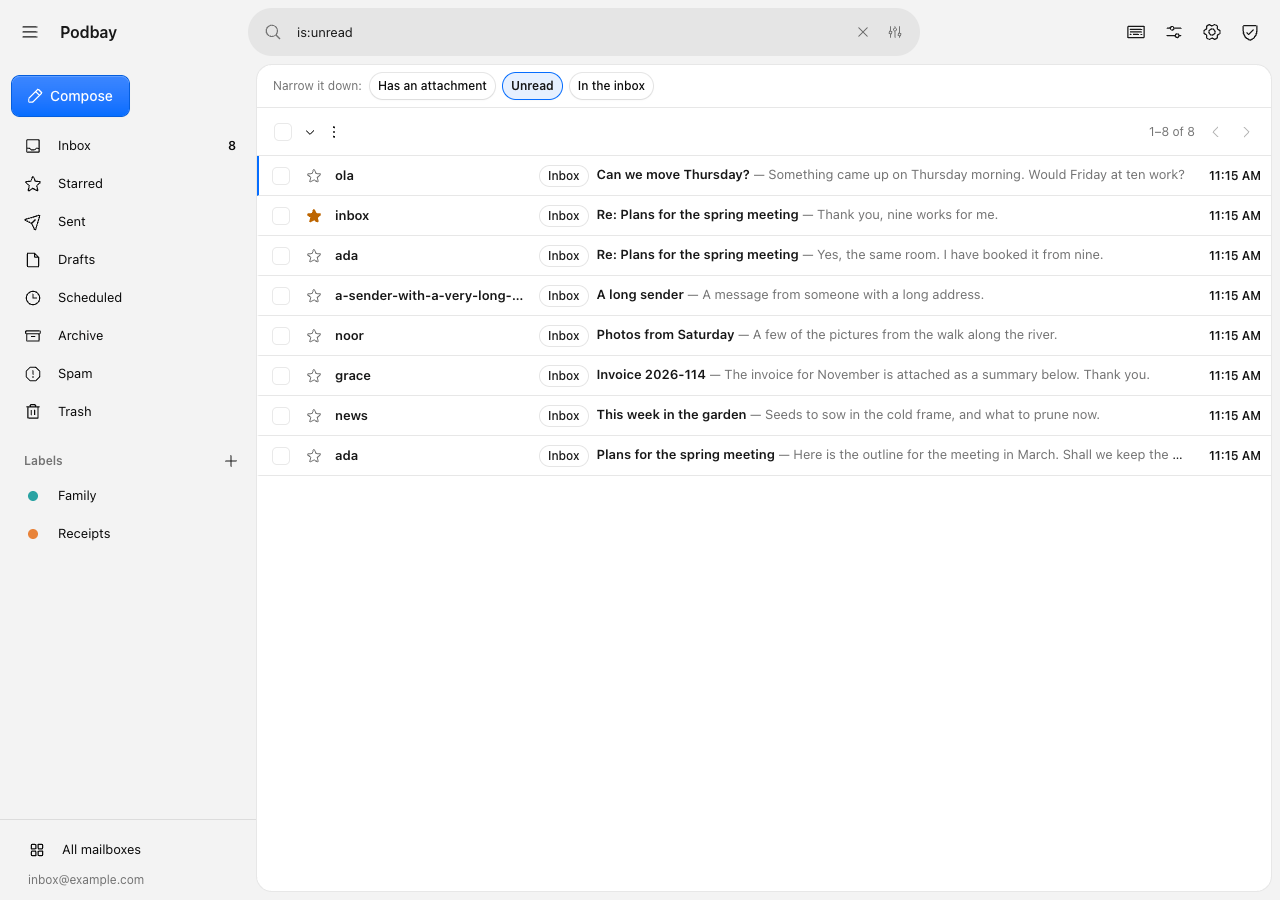 Podbay
is:unread
Compose
Inbox 8
Starred
Sent
Drafts
Scheduled
Archive
Spam
Trash
Labels
Family
Receipts
All mailboxes
inbox@example.com
Narrow it down: Has an attachment Unread In the inbox
1–8 of 8
ola Inbox Can we move Thursday? — Something came up on Thursday morning. Would Friday at ten work? 11:15 AM
inbox Inbox Re: Plans for the spring meeting — Thank you, nine works for me. 11:15 AM
ada Inbox Re: Plans for the spring meeting — Yes, the same room. I have booked it from nine. 11:15 AM
a-sender-with-a-very-long-... Inbox A long sender — A message from someone with a long address. 11:15 AM
noor Inbox Photos from Saturday — A few of the pictures from the walk along the river. 11:15 AM
grace Inbox Invoice 2026-114 — The invoice for November is attached as a summary below. Thank you. 11:15 AM
news Inbox This week in the garden — Seeds to sow in the cold frame, and what to prune now. 11:15 AM
ada Inbox Plans for the spring meeting — Here is the outline for the meeting in March. Shall we keep the ... 11:15 AM